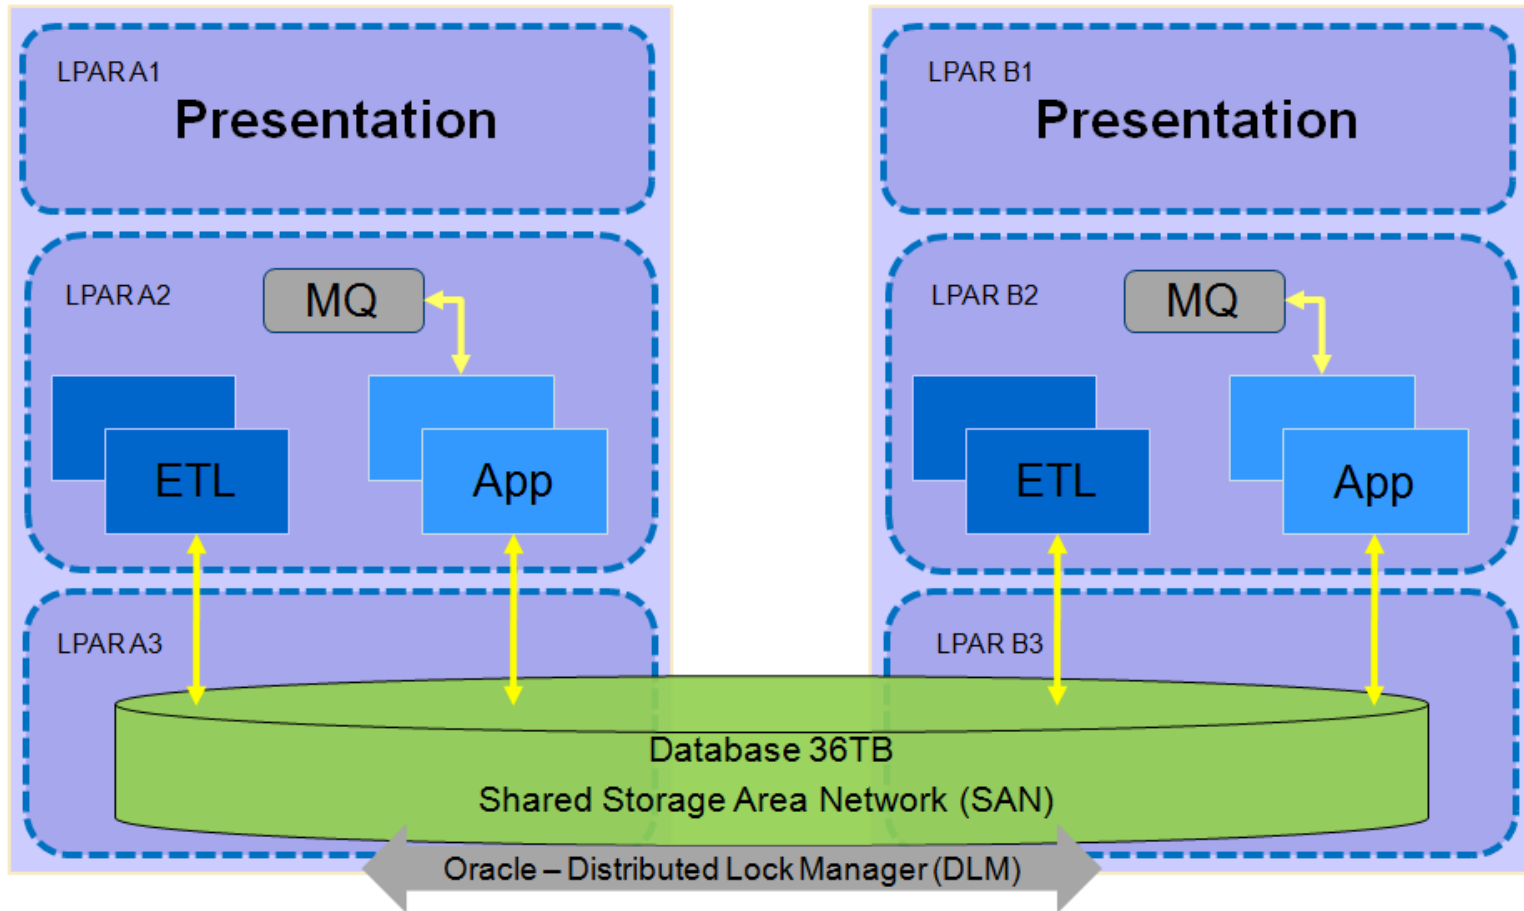 LPAR A1
Presentation
LPAR B1
Presentation
LPAR A2
MQ
ETL
App
LPAR B2
MQ
ETL
App
LPAR A3
LPAR B3
Database 36TB
Shared Storage Area Network (SAN)
Oracle – Distributed Lock Manager (DLM)